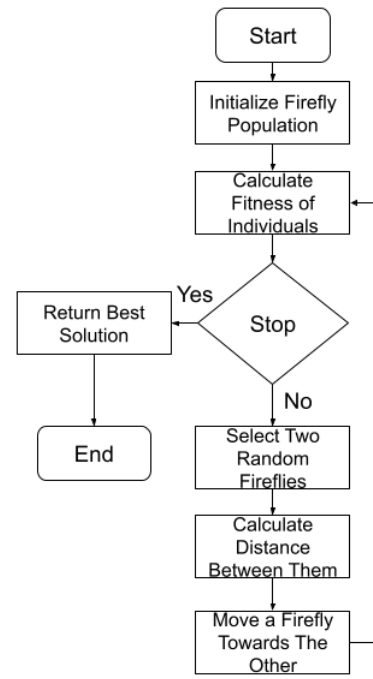 Start
Initialize Firefly
Population
Calculate
Fitness of
Individuals
Stop
Yes
Return Best
Solution
End
No
Select Two
Random
Fireflies
Calculate
Distance
Between Them
Move a Firefly
Towards The
Other